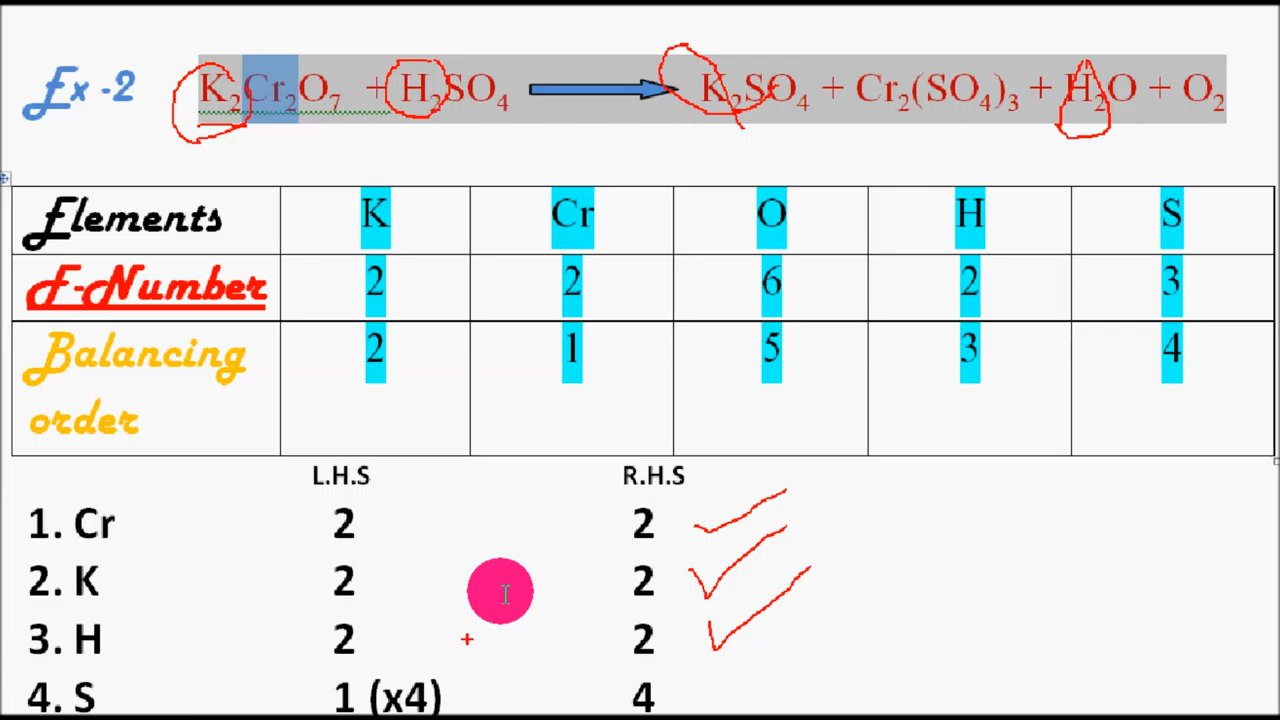 Ex -2 K₂Cr₂O₇ + H₂SO₄ → K₂SO₄ + Cr₂(SO₄)₃ + H₂O + O₂
Elements K Cr O H S
F-Number 2 2 6 2 3
Balancing order 2 1 5 3 4
L.H.S R.H.S
1. Cr 2 2
2. K 2 2
3. H 2 2
4. S 1 (x4) 4